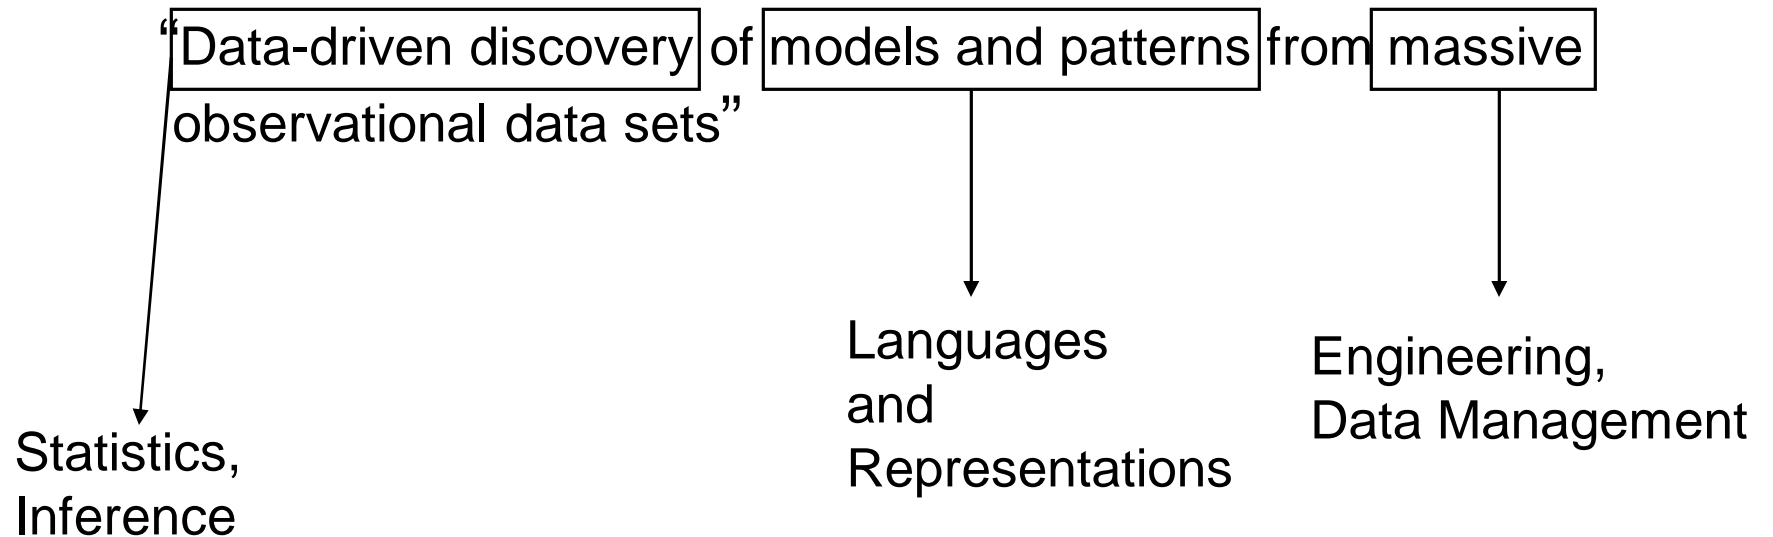 “Data-driven discovery of models and patterns from massive
observational data sets”
Statistics,
Inference
Languages
and
Representations
Engineering,
Data Management